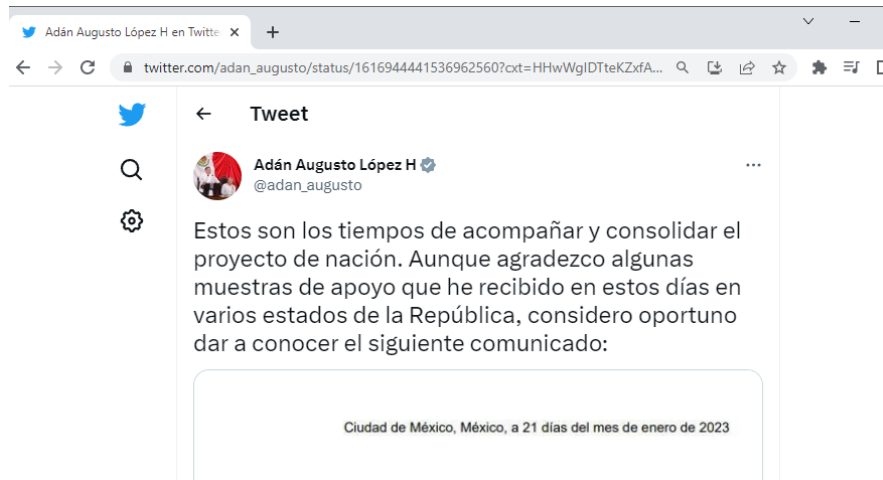 Adán Augusto López H en Twitte
twitter.com/adan_augusto/status/1616944441536962560?cxt=HHwWgIDTteKZxfA...
Tweet
Adán Augusto López H
@adan_augusto
Estos son los tiempos de acompañar y consolidar el
proyecto de nación. Aunque agradezco algunas
muestras de apoyo que he recibido en estos días en
varios estados de la República, considero oportuno
dar a conocer el siguiente comunicado:
Ciudad de México, México, a 21 días del mes de enero de 2023